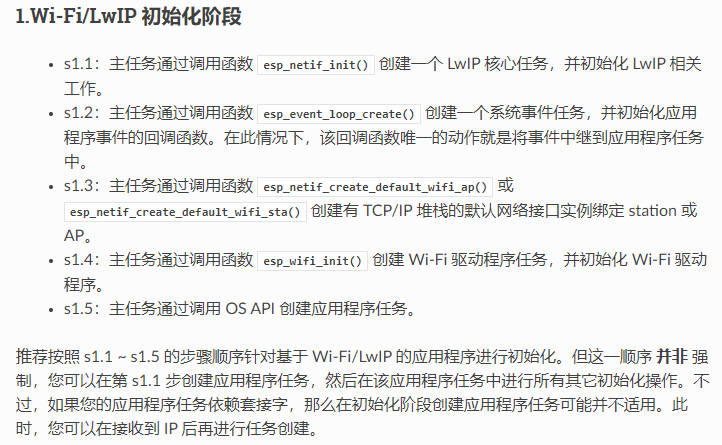 1.Wi-Fi/LwIP 初始化阶段
s1.1：主任务通过调用函数 esp_netif_init() 创建一个 LwIP 核心任务，并初始化 LwIP 相关
工作。
s1.2：主任务通过调用函数 esp_event_loop_create() 创建一个系统事件任务，并初始化应用
程序事件的回调函数。在此情况下，该回调函数唯一的动作就是将事件中继到应用程序任务
中。
s1.3：主任务通过调用函数 esp_netif_create_default_wifi_ap() 或
esp_netif_create_default_wifi_sta() 创建有 TCP/IP 堆栈的默认网络接口实例绑定 station 或
AP。
s1.4：主任务通过调用函数 esp_wifi_init() 创建 Wi-Fi 驱动程序任务，并初始化 Wi-Fi 驱动
程序。
s1.5：主任务通过调用 OS API 创建应用程序任务。
推荐按照 s1.1 ~ s1.5 的步骤顺序针对基于 Wi-Fi/LwIP 的应用程序进行初始化。但这一顺序 并非 强
制，您可以在第 s1.1 步创建应用程序任务，然后在该应用程序任务中进行所有其它初始化操作。不
过，如果您的应用程序任务依赖套接字，那么在初始化阶段创建应用程序任务可能并不适用。此
时，您可以在接收到 IP 后再进行任务创建。